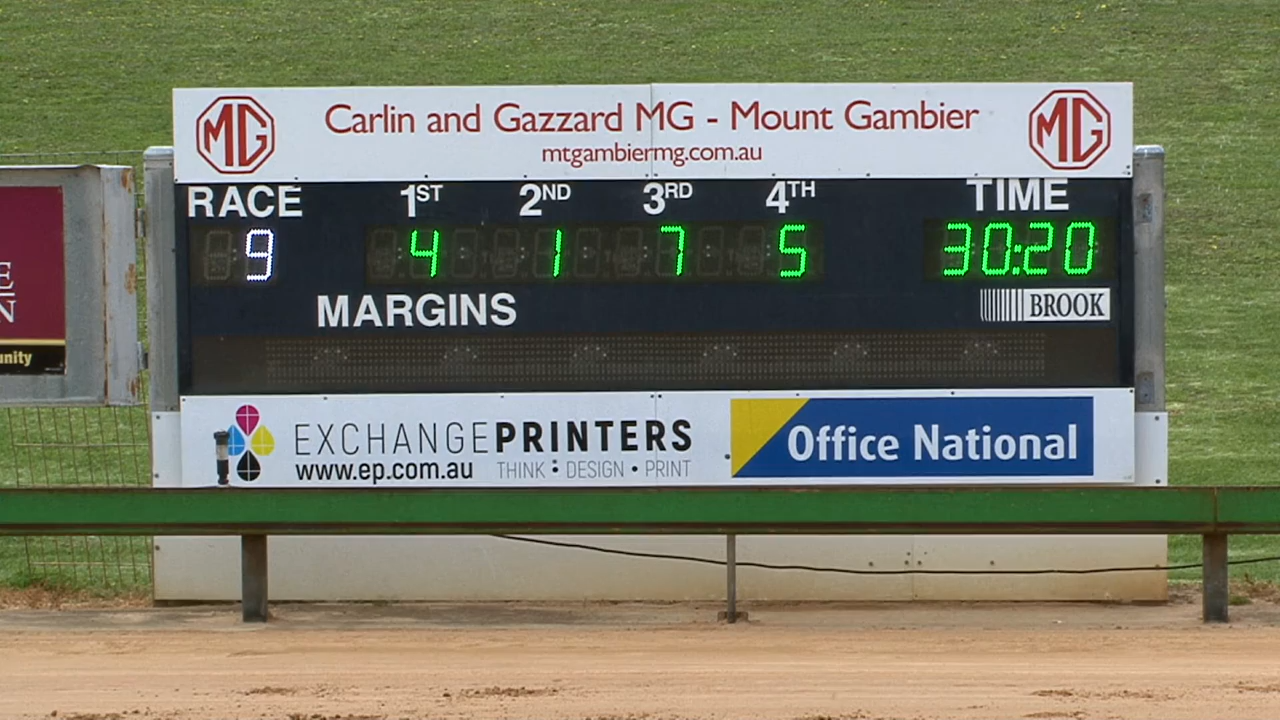 MG Carlin and Gazzard MG - Mount Gambier MG
mtgambiermg.com.au
RACE 1ST 2ND 3RD 4TH TIME
9 4 1 7 5 30:20
MARGINS BROOK
EXCHANGEPRINTERS
www.ep.com.au THINK : DESIGN • PRINT
Office National
E
N
unity